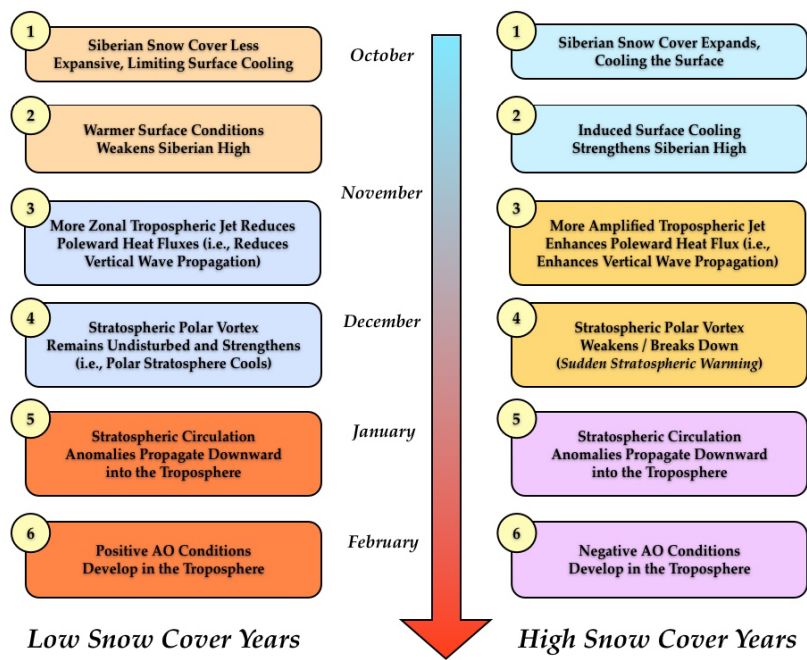 1
Siberian Snow Cover Less
Expansive, Limiting Surface Cooling
2
Warmer Surface Conditions
Weakens Siberian High
3
More Zonal Tropospheric Jet Reduces
Poleward Heat Fluxes (i.e., Reduces
Vertical Wave Propagation)
4
Stratospheric Polar Vortex
Remains Undisturbed and Strengthens
(i.e., Polar Stratosphere Cools)
5
Stratospheric Circulation
Anomalies Propagate Downward
into the Troposphere
6
Positive AO Conditions
Develop in the Troposphere
Low Snow Cover Years
October
November
December
January
February
1
Siberian Snow Cover Expands,
Cooling the Surface
2
Induced Surface Cooling
Strengthens Siberian High
3
More Amplified Tropospheric Jet
Enhances Poleward Heat Flux (i.e.,
Enhances Vertical Wave Propagation)
4
Stratospheric Polar Vortex
Weakens / Breaks Down
(Sudden Stratospheric Warming)
5
Stratospheric Circulation
Anomalies Propagate Downward
into the Troposphere
6
Negative AO Conditions
Develop in the Troposphere
High Snow Cover Years